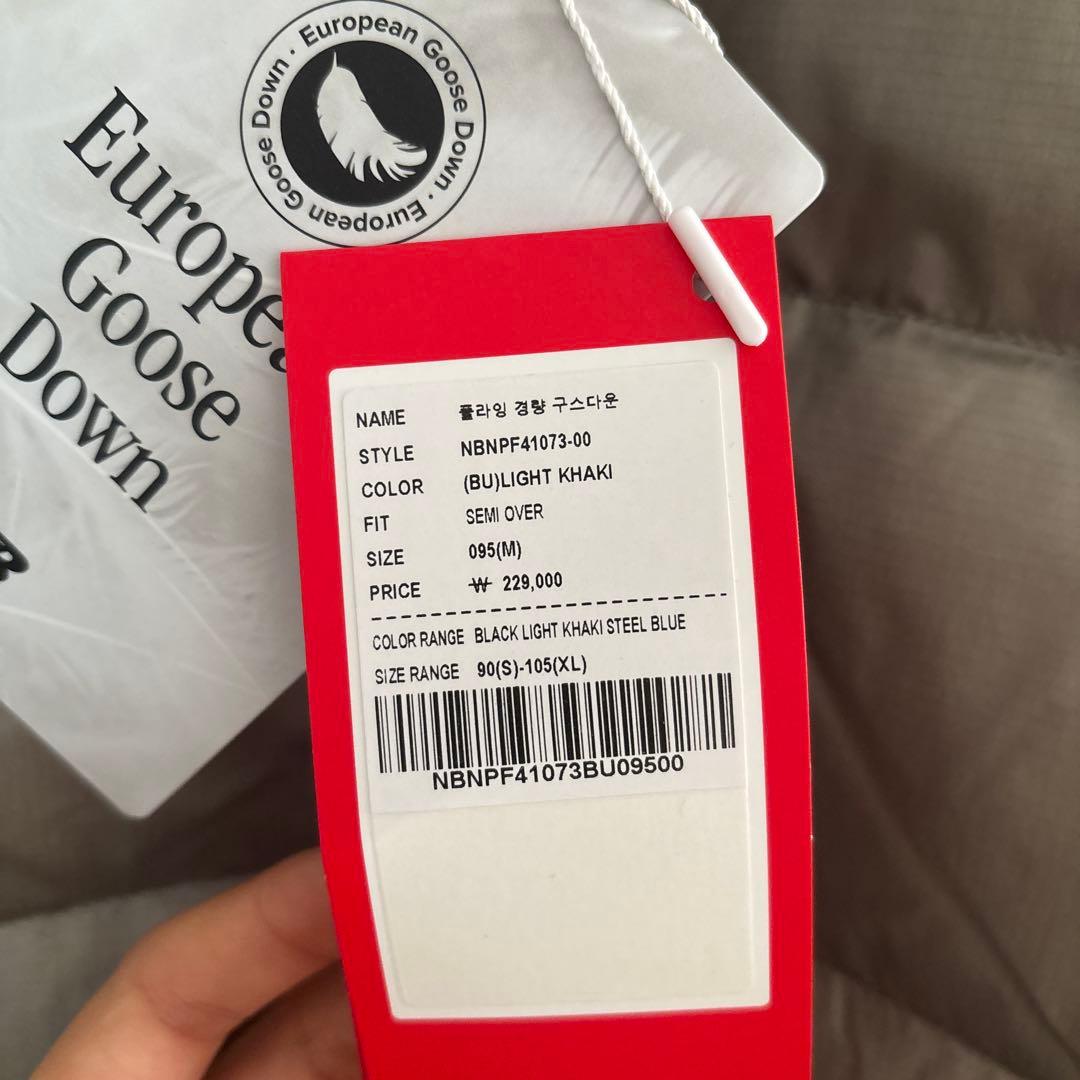 European Goose Down · European Goose Down ·
European
Goose
Down
NAME 플라잉 경량 구스다운
STYLE NBNPF41073-00
COLOR (BU)LIGHT KHAKI
FIT SEMI OVER
SIZE 095(M)
PRICE ₩ 229,000
COLOR RANGE BLACK LIGHT KHAKI STEEL BLUE
SIZE RANGE 90(S)-105(XL)
NBNPF41073BU09500